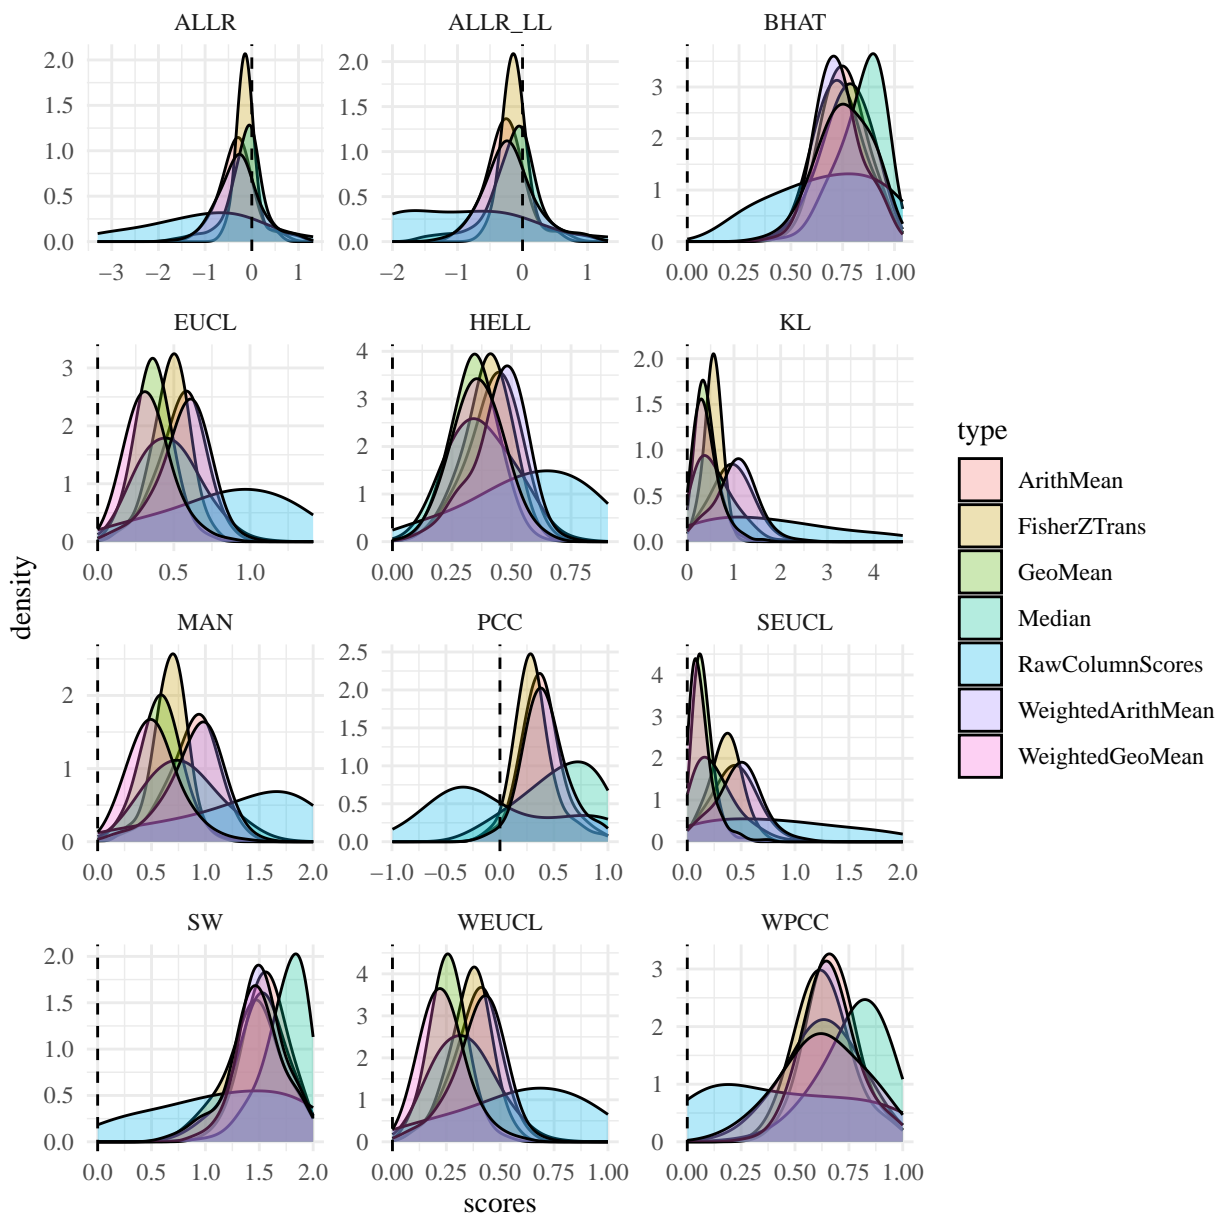 ALLR ALLR_LL BHAT
2.0
1.5
1.0
0.5
0.0
−3 −2 −1 0 1
2.0
1.5
1.0
0.5
0.0
−2 −1 0 1
3
2
1
0
0.00 0.25 0.50 0.75 1.00
EUCL HELL KL
3
2
1
0
0.0 0.5 1.0
4
3
2
1
0
0.00 0.25 0.50 0.75
2.0
1.5
1.0
0.5
0.0
0 1 2 3 4
MAN PCC SEUCL
2
1
0
0.0 0.5 1.0 1.5 2.0
2.5
2.0
1.5
1.0
0.5
0.0
−1.0 −0.5 0.0 0.5 1.0
4
3
2
1
0
0.0 0.5 1.0 1.5 2.0
SW WEUCL WPCC
2.0
1.5
1.0
0.5
0.0
0.0 0.5 1.0 1.5 2.0
4
3
2
1
0
0.00 0.25 0.50 0.75 1.00
3
2
1
0
0.00 0.25 0.50 0.75 1.00
density
scores
type
ArithMean
FisherZTrans
GeoMean
Median
RawColumnScores
WeightedArithMean
WeightedGeoMean